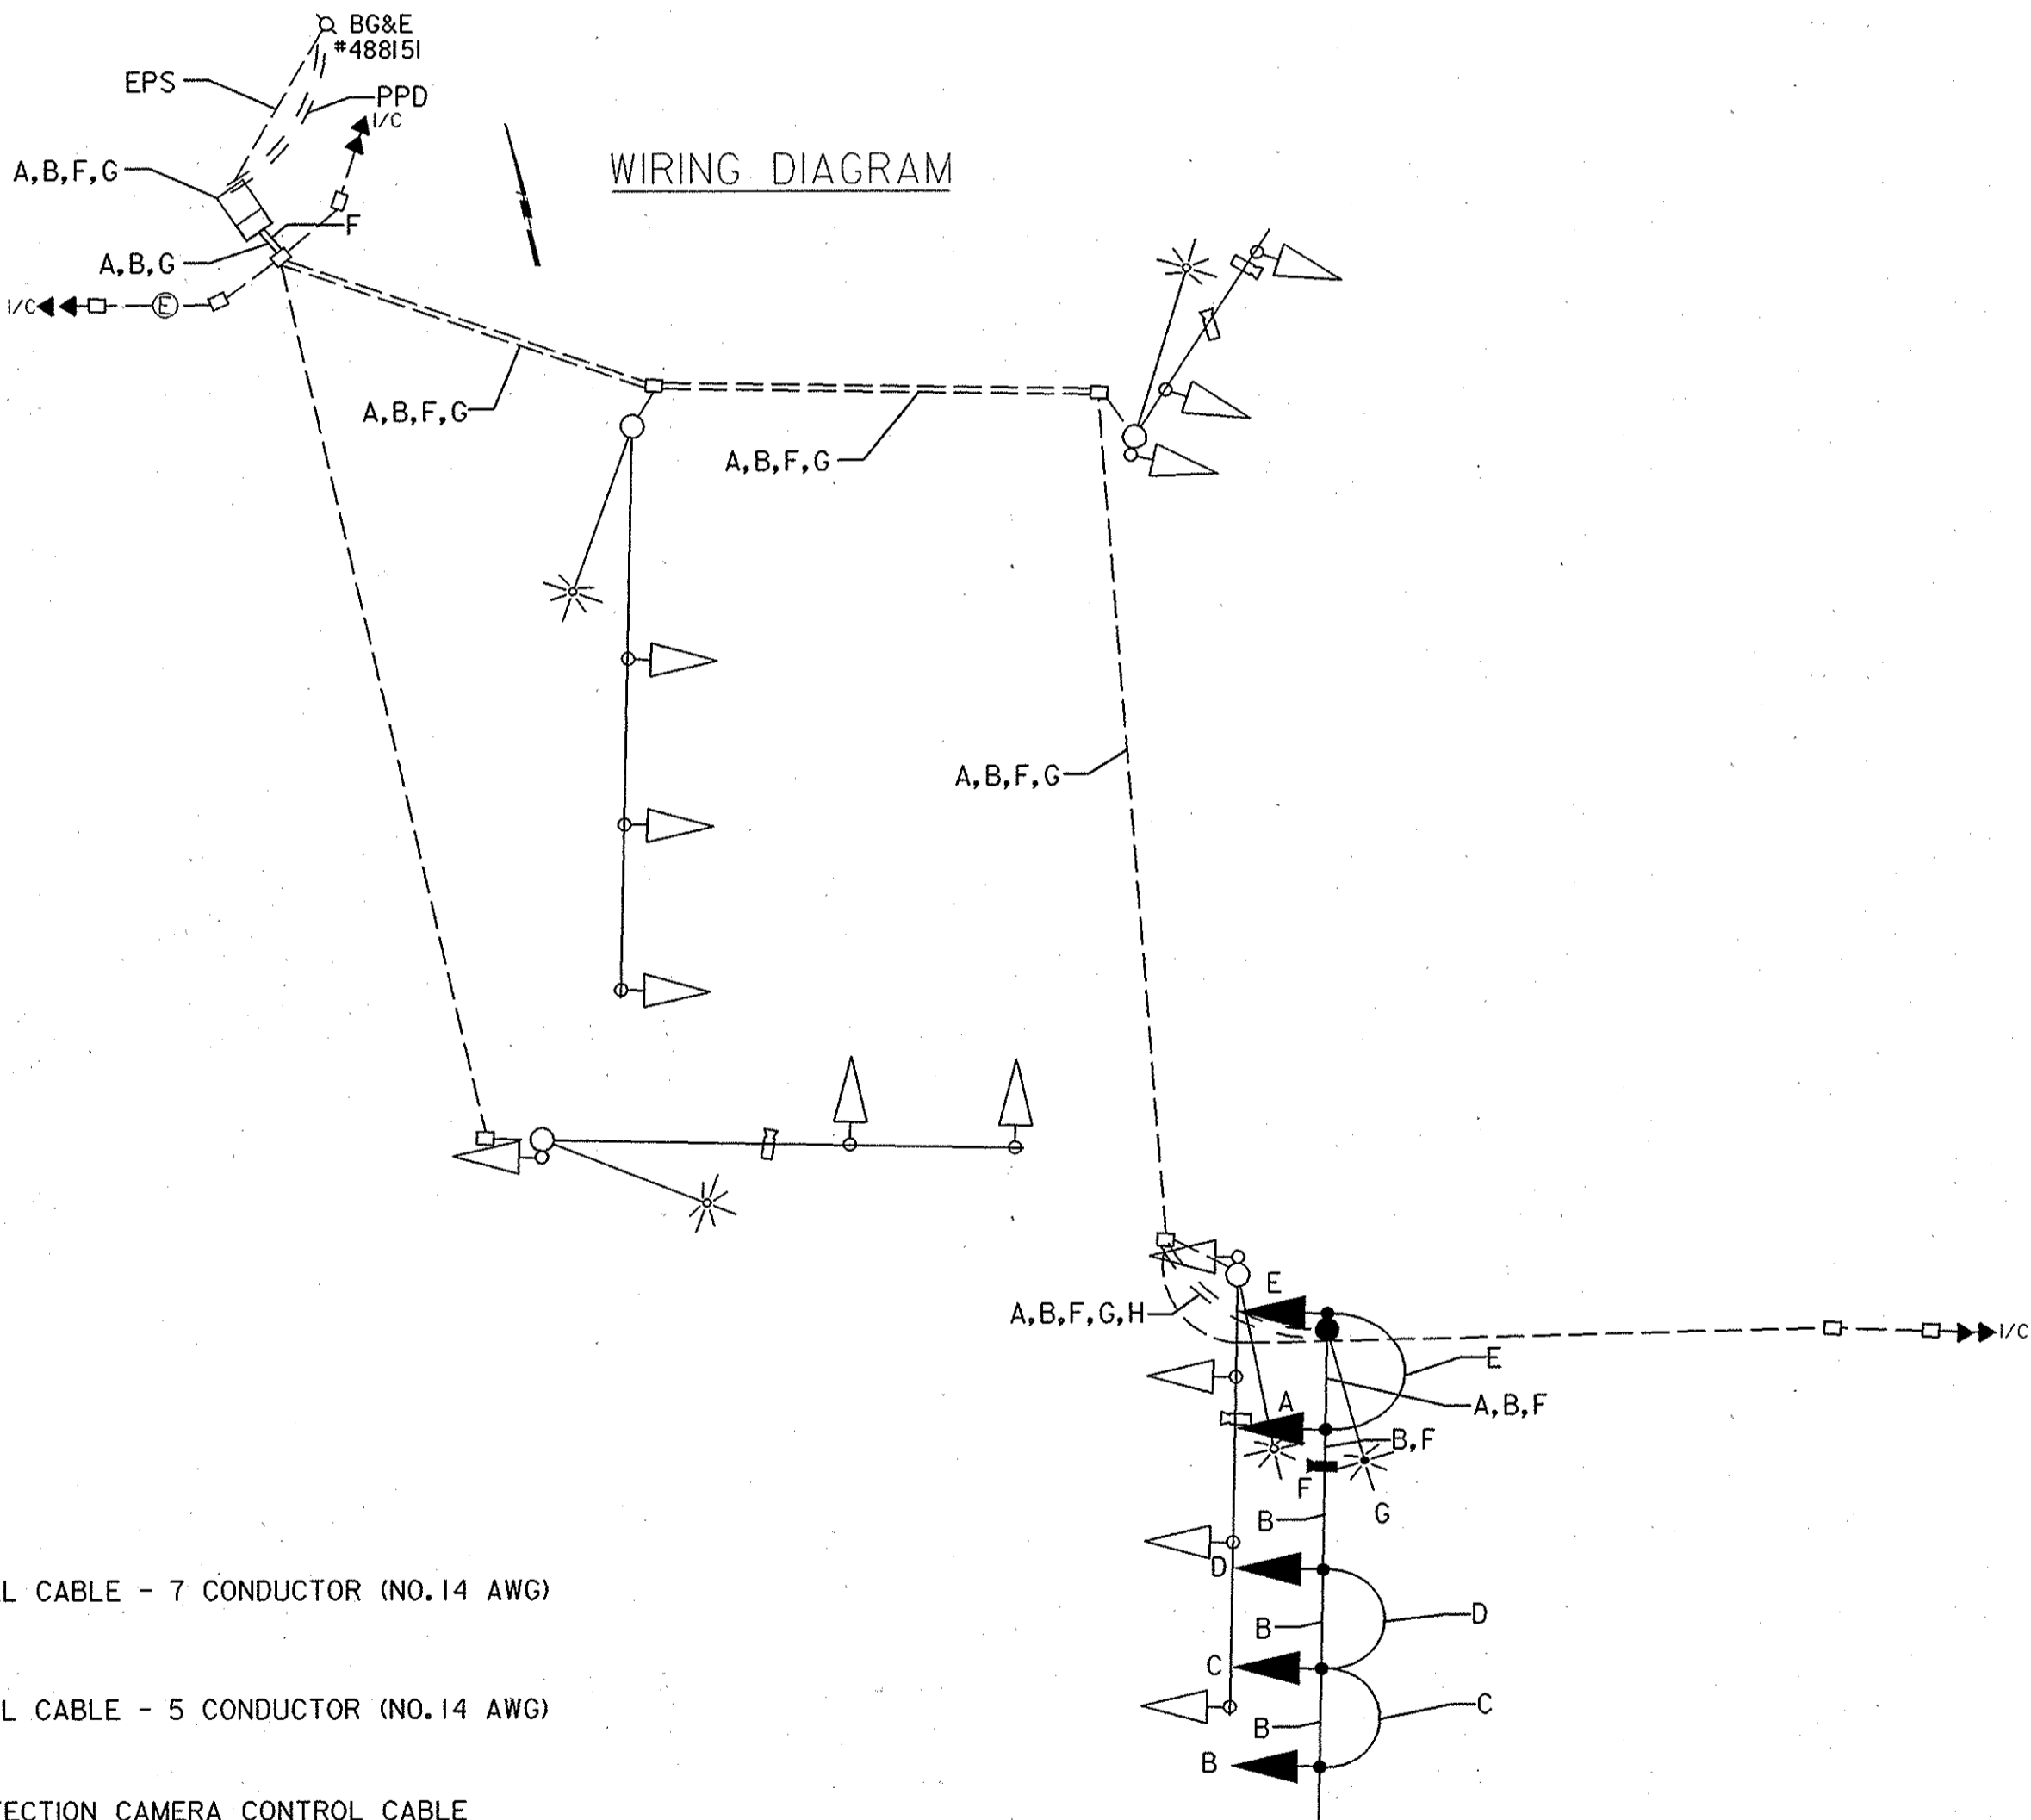 BG&E
#488151
EPS
PPD
I/C
WIRING DIAGRAM
A,B,F,G
F
A,B,G
I/C
E
A,B,F,G
A,B,F,G
A,B,F,G
E
A,B,F,G,H
I/C
E
A
A,B,F
B,F
F
G
B
D
L CABLE - 7 CONDUCTOR (NO.14 AWG)
B
D
C
L CABLE - 5 CONDUCTOR (NO.14 AWG)
C
B
B
TECTION CAMERA CONTROL CABLE